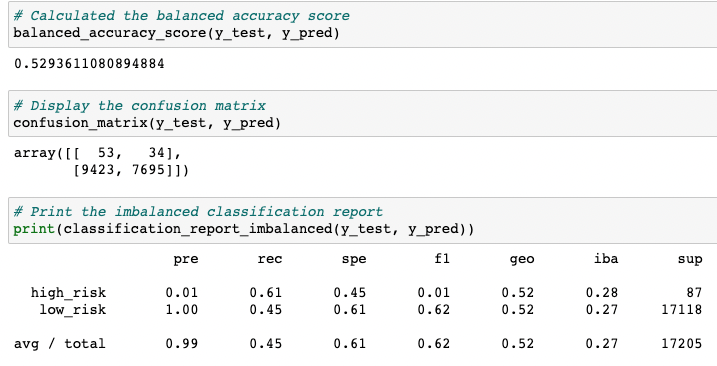 # Calculated the balanced accuracy score
balanced_accuracy_score(y_test, y_pred)
0.5293611080894884
# Display the confusion matrix
confusion_matrix(y_test, y_pred)
array([[  53,   34],
       [9423, 7695]])
# Print the imbalanced classification report
print(classification_report_imbalanced(y_test, y_pred))
pre rec spe f1 geo iba sup
high_risk 0.01 0.61 0.45 0.01 0.52 0.28 87
low_risk 1.00 0.45 0.61 0.62 0.52 0.27 17118
avg / total 0.99 0.45 0.61 0.62 0.52 0.27 17205